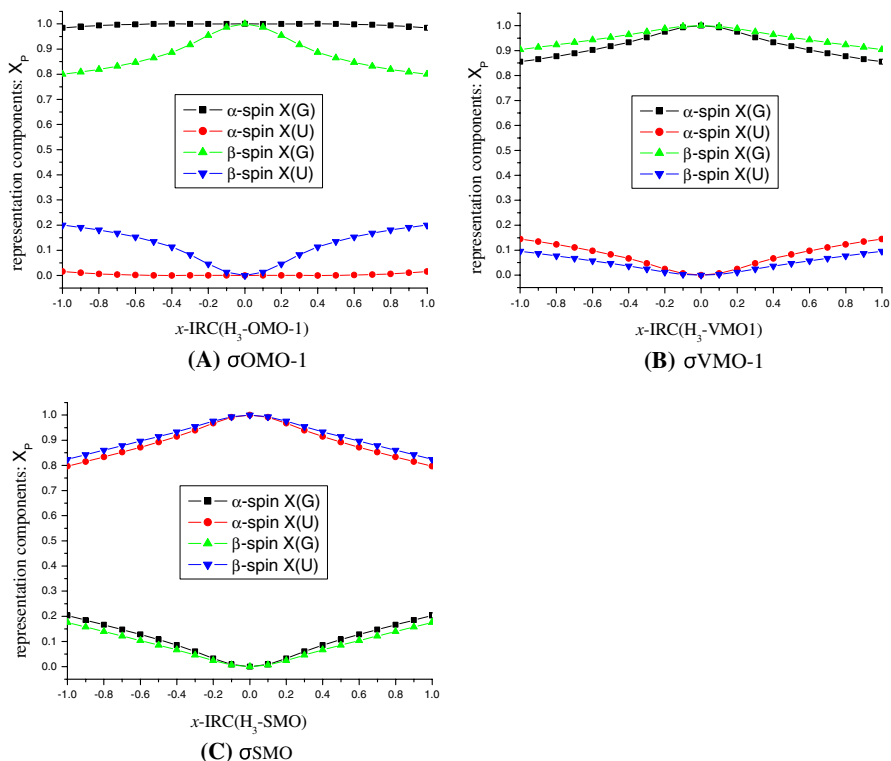 representation components: X_P
1.0
0.9
0.8
0.7
0.6
0.5
0.4
0.3
0.2
0.1
0.0
α-spin X(G)
α-spin X(U)
β-spin X(G)
β-spin X(U)
-1.0 -0.8 -0.6 -0.4 -0.2 0.0 0.2 0.4 0.6 0.8 1.0
x-IRC(H₃-OMO-1)
(A) σOMO-1
representation components: X_P
1.0
0.9
0.8
0.7
0.6
0.5
0.4
0.3
0.2
0.1
0.0
α-spin X(G)
α-spin X(U)
β-spin X(G)
β-spin X(U)
-1.0 -0.8 -0.6 -0.4 -0.2 0.0 0.2 0.4 0.6 0.8 1.0
x-IRC(H₃-VMO1)
(B) σVMO-1
representation components: X_P
1.0
0.9
0.8
0.7
0.6
0.5
0.4
0.3
0.2
0.1
0.0
α-spin X(G)
α-spin X(U)
β-spin X(G)
β-spin X(U)
-1.0 -0.8 -0.6 -0.4 -0.2 0.0 0.2 0.4 0.6 0.8 1.0
x-IRC(H₃-SMO)
(C) σSMO